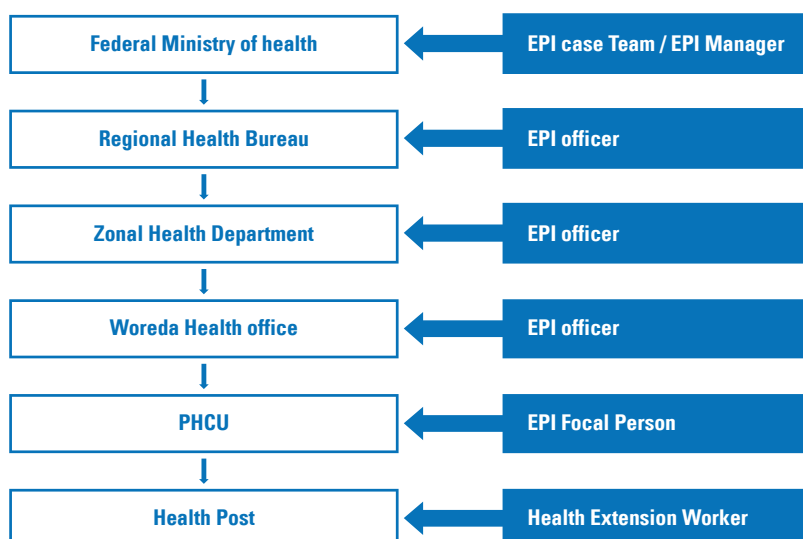 Federal Ministry of health
EPI case Team / EPI Manager
Regional Health Bureau
EPI officer
Zonal Health Department
EPI officer
Woreda Health office
EPI officer
PHCU
EPI Focal Person
Health Post
Health Extension Worker